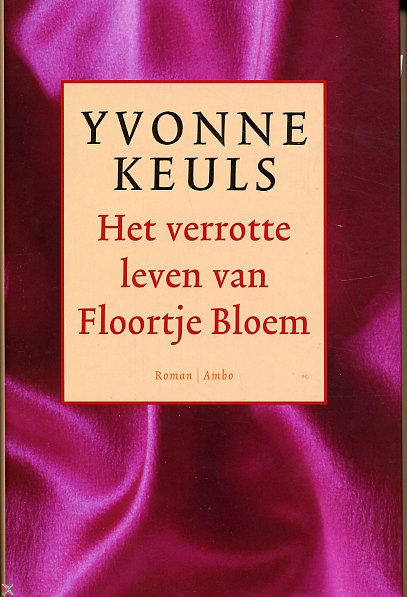 YVONNE
KEULS
Het verrotte
leven van
Floortje Bloem
Roman | Ambo